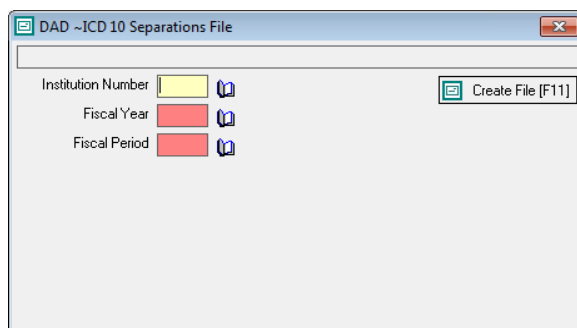 DAD ~ICD 10 Separations File
Institution Number
Create File [F11]
Fiscal Year
Fiscal Period